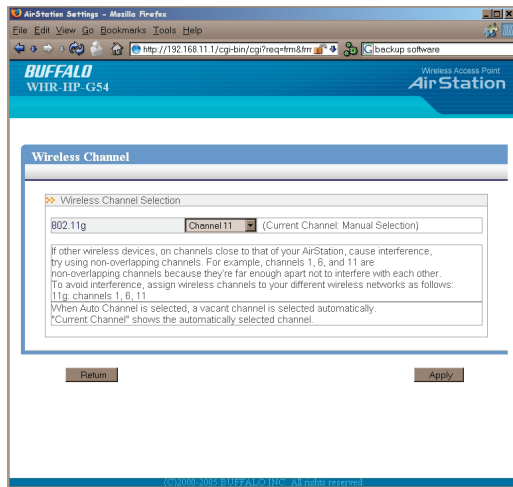 AirStation Settings - Mozilla Firefox
File Edit View Go Bookmarks Tools Help
http://192.168.11.1/cgi-bin/cgi?req=frm&frm
backup software
BUFFALO
WHR-HP-G54
Wireless Access Point
AirStation
Wireless Channel
Wireless Channel Selection
802.11g Channel 11 (Current Channel: Manual Selection)
If other wireless devices, on channels close to that of your AirStation, cause interference,
try using non-overlapping channels. For example, channels 1, 6, and 11 are
non-overlapping channels because they're far enough apart not to interfere with each other.
To avoid interference, assign wireless channels to your different wireless networks as follows:
11g: channels 1, 6, 11
When Auto Channel is selected, a vacant channel is selected automatically.
"Current Channel" shows the automatically selected channel.
Return Apply
(C)2000-2005 BUFFALO INC. All rights reserved